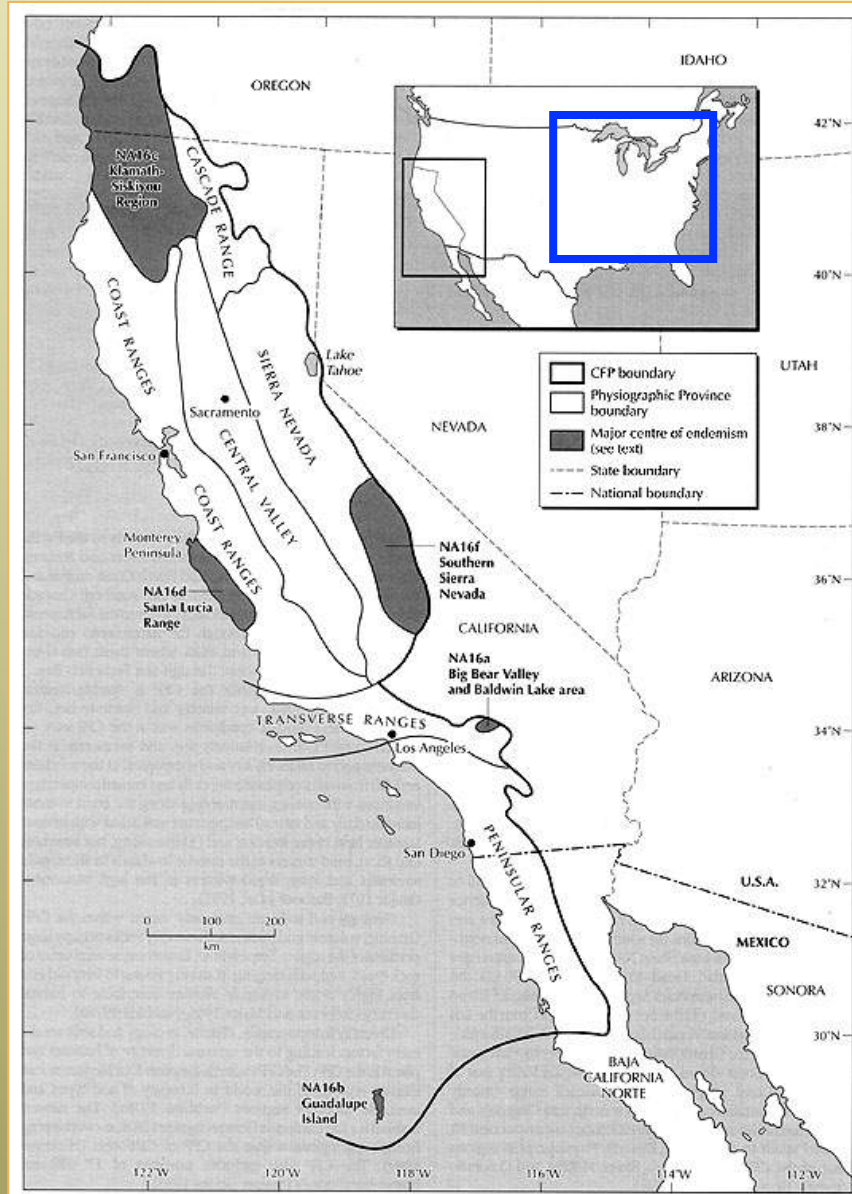 IDAHO
OREGON
42°N
NA16c
Klamath-
Siskiyou
Region
CASCADE RANGE
40°N
COAST RANGES
SIERRA NEVADA
Lake
Tahoe
UTAH
CFP boundary
Physiographic Province
boundary
Major centre of endemism
(see text)
State boundary
National boundary
Sacramento
NEVADA
38°N
San Francisco
CENTRAL VALLEY
COAST RANGES
Monterey
Peninsula
NA16f
Southern
Sierra
Nevada
36°N
NA16d
Santa Lucia
Range
CALIFORNIA
NA16a
Big Bear Valley
and Baldwin Lake area
ARIZONA
TRANSVERSE RANGES
34°N
Los Angeles
PENINSULAR RANGES
San Diego
U.S.A.
32°N
0 100 200
km
MEXICO
SONORA
30°N
BAJA
CALIFORNIA
NORTE
NA16b
Guadalupe
Island
122°W 120°W 118°W 116°W 114°W 112°W